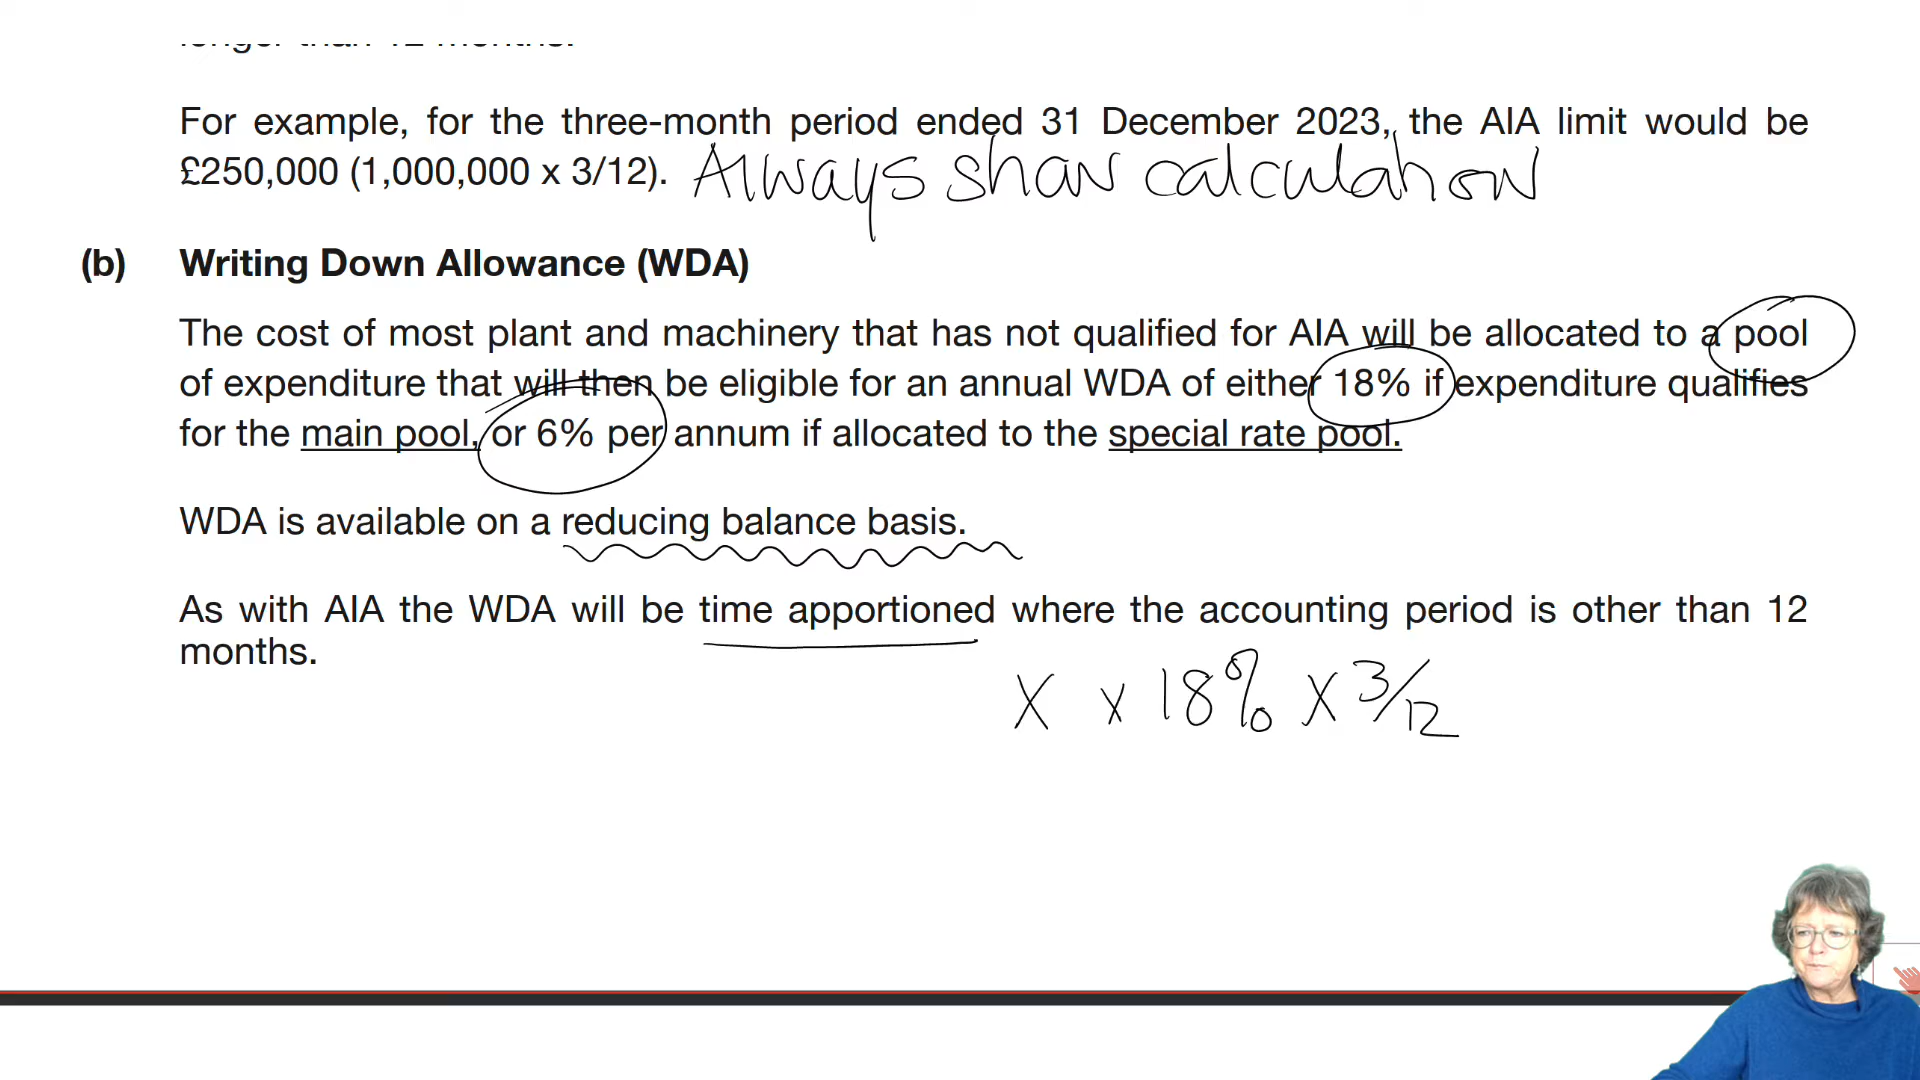 For example, for the three-month period ended 31 December 2023, the AIA limit would be
£250,000 (1,000,000 x 3/12). Always show calculation
(b) Writing Down Allowance (WDA)
The cost of most plant and machinery that has not qualified for AIA will be allocated to a pool
of expenditure that will then be eligible for an annual WDA of either 18% if expenditure qualifies
for the main pool, or 6% per annum if allocated to the special rate pool.
WDA is available on a reducing balance basis.
As with AIA the WDA will be time apportioned where the accounting period is other than 12
months.
X x 18% x 3/12